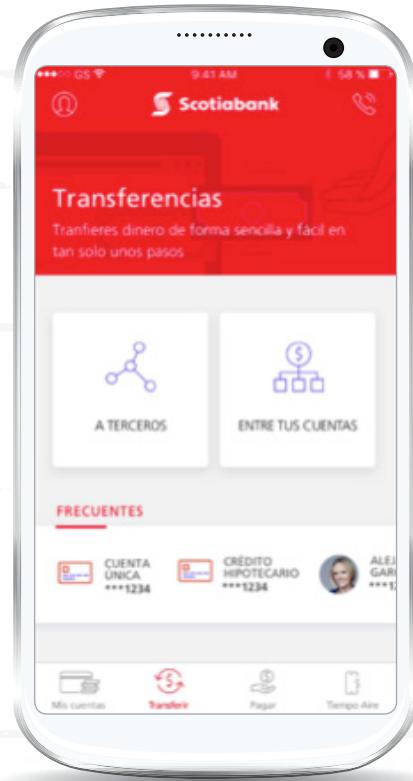 GS 9:41 AM 58 %
Scotiabank
Transferencias
Tranfieres dinero de forma sencilla y fácil en
tan solo unos pasos
A TERCEROS
ENTRE TUS CUENTAS
FRECUENTES
CUENTA
ÚNICA
***1234
CRÉDITO
HIPOTECARIO
***1234
Mis cuentas
Transferir
Pagar
Tiempo Aire